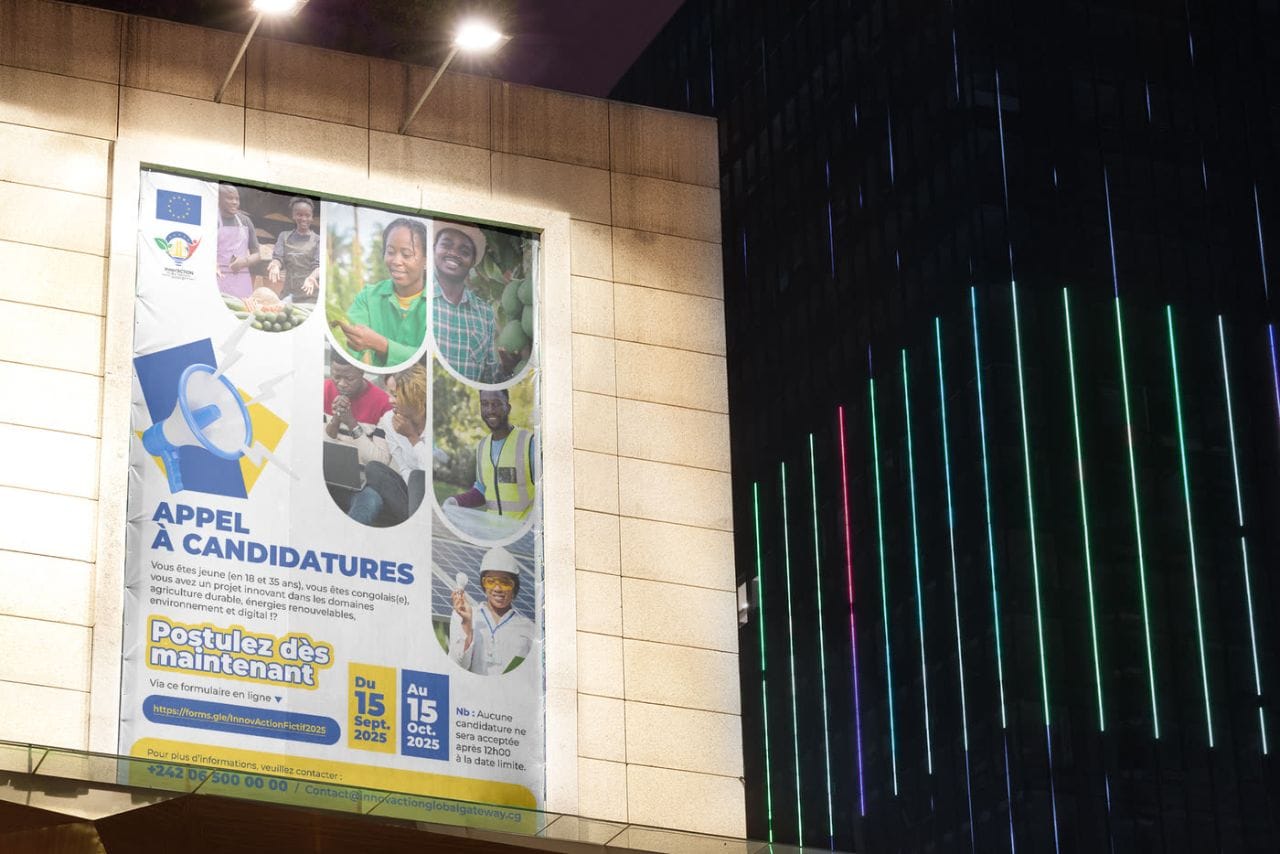 InnovACTION
APPEL
À CANDIDATURES
Vous êtes jeune (en 18 et 35 ans), vous êtes congolais(e),
vous avez un projet innovant dans les domaines
agriculture durable, énergies renouvelables,
environnement et digital !?
Postulez dès
maintenant
Via ce formulaire en ligne
https://forms.gle/InnovActionFictif2025
Du
15
Sept.
2025
Au
15
Oct.
2025
Nb : Aucune
candidature ne
sera acceptée
après 12h00
à la date limite.
Pour plus d'informations, veuillez contacter :
+242 06 500 00 00 / Contact@innovactionglobalgateway.cg